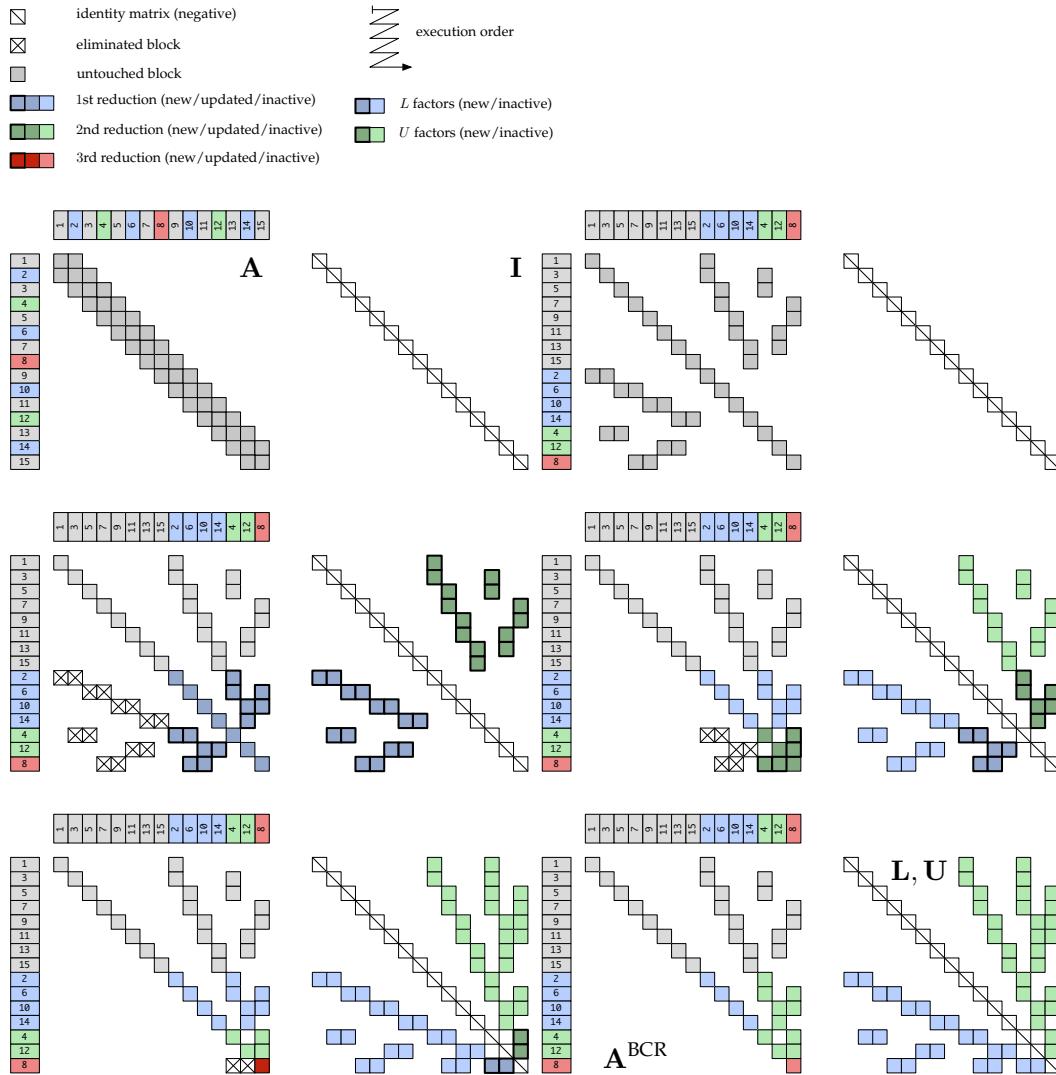 identity matrix (negative)
execution order
eliminated block
untouched block
1st reduction (new/updated/inactive)
L factors (new/inactive)
2nd reduction (new/updated/inactive)
U factors (new/inactive)
3rd reduction (new/updated/inactive)
1 2 3 4 5 6 7 8 9 10 11 12 13 14 15
1 3 5 7 9 11 13 15 2 6 10 14 4 12 8
A
I
1 1
2 3
3 5
4 7
5 9
6 11
7 13
8 15
9 2
10 6
11 10
12 14
13 4
14 12
15 8
1 3 5 7 9 11 13 15 2 6 10 14 4 12 8
1 3 5 7 9 11 13 15 2 6 10 14 4 12 8
1 1
3 3
5 5
7 7
9 9
11 11
13 13
15 15
2 2
6 6
10 10
14 14
4 4
12 12
8 8
1 3 5 7 9 11 13 15 2 6 10 14 4 12 8
1 3 5 7 9 11 13 15 2 6 10 14 4 12 8
1 1
L, U
3 3
5 5
7 7
9 9
11 11
13 13
15 15
2 2
6 6
10 10
14 14
4 4
12 12
A^BCR
8 8